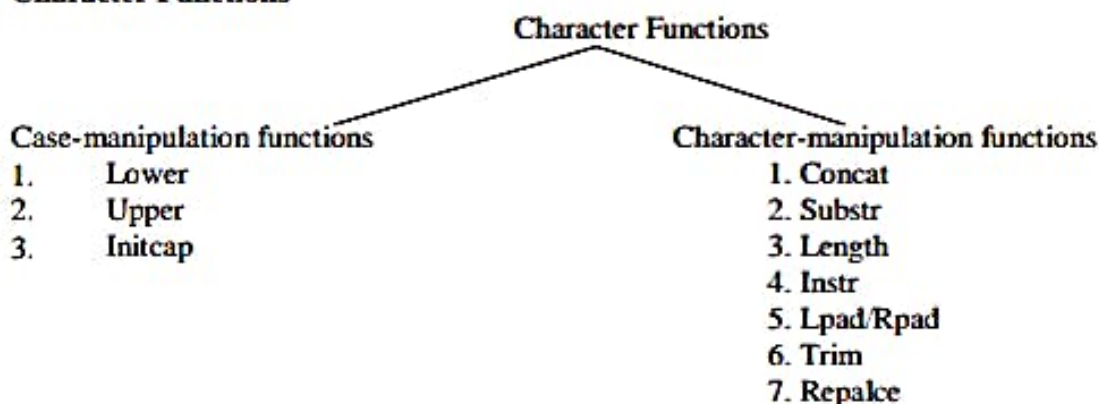 Character Functions
Case-manipulation functions
1. Lower
2. Upper
3. Initcap
Character-manipulation functions
1. Concat
2. Substr
3. Length
4. Instr
5. Lpad/Rpad
6. Trim
7. Repalce